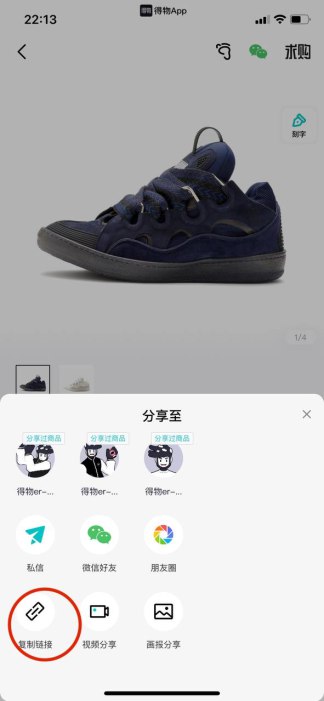 22:13
得物App
求购
刻字
1/4
分享至
分享过商品
分享过商品
分享过商品
得物er-...
得物er-...
得物er-...
私信
微信好友
朋友圈
复制链接
视频分享
画报分享